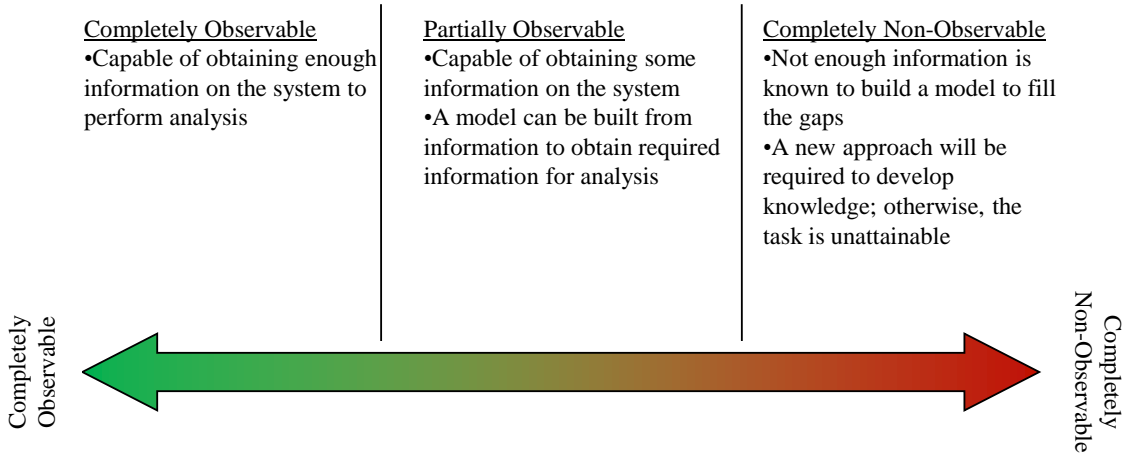 Completely Observable
•Capable of obtaining enough
information on the system to
perform analysis
Partially Observable
•Capable of obtaining some
information on the system
•A model can be built from
information to obtain required
information for analysis
Completely Non-Observable
•Not enough information is
known to build a model to fill
the gaps
•A new approach will be
required to develop
knowledge; otherwise, the
task is unattainable
Completely
Observable
Completely
Non-Observable